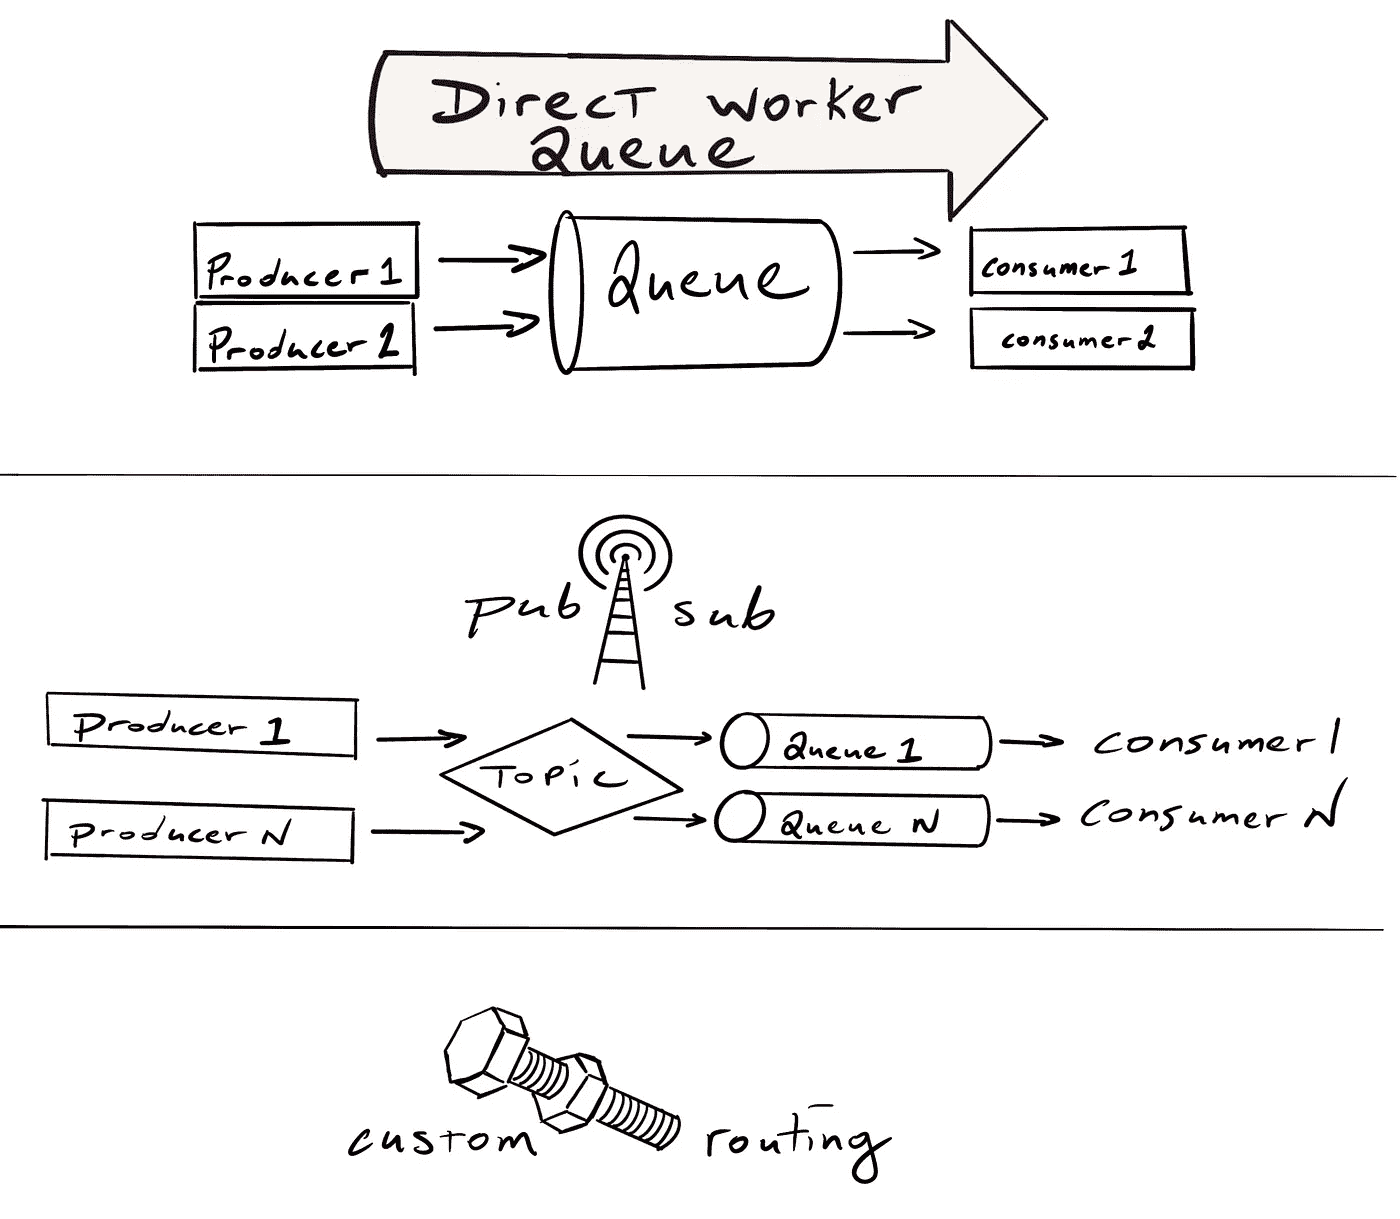 Direct worker
Queue
Producer 1
Producer 2
Queue
consumer 1
consumer 2
pub sub
Producer 1
Producer N
Topic
Queue 1
Queue N
consumer 1
consumer N
custom routing